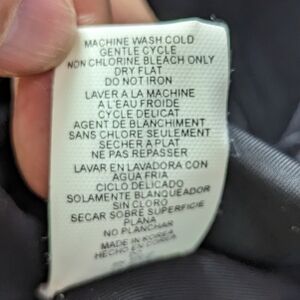 MACHINE WASH COLD
GENTLE CYCLE
NON CHLORINE BLEACH ONLY
DRY FLAT
DO NOT IRON
LAVER A LA MACHINE
A L'EAU FROIDE
CYCLE DELICAT
AGENT DE BLANCHIMENT
SANS CHLORE SEULEMENT
SECHER A PLAT
NE PAS REPASSER
LAVAR EN LAVADORA CON
AGUA FRIA
CICLO DELICADO
SOLAMENTE BLANQUEADOR
SIN CLORO
SECAR SOBRE SUPERFICIE
PLANA
NO PLANCHAR
MADE IN KOREA
HECHO EN COREA